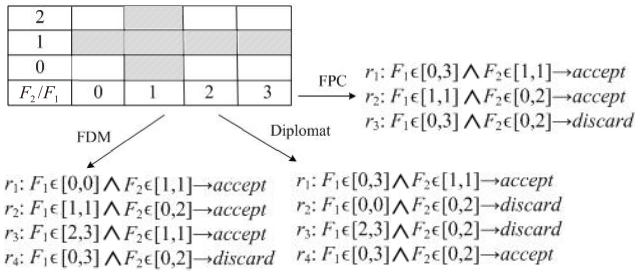 2
1
0
F₂/F₁ 0 1 2 3
FPC
r₁: F₁∈[0,3]∧F₂∈[1,1]→accept
r₂: F₁∈[1,1]∧F₂∈[0,2]→accept
r₃: F₁∈[0,3]∧F₂∈[0,2]→discard
FDM
r₁: F₁∈[0,0]∧F₂∈[1,1]→accept
r₂: F₁∈[1,1]∧F₂∈[0,2]→accept
r₃: F₁∈[2,3]∧F₂∈[1,1]→accept
r₄: F₁∈[0,3]∧F₂∈[0,2]→discard
Diplomat
r₁: F₁∈[0,3]∧F₂∈[1,1]→accept
r₂: F₁∈[0,0]∧F₂∈[0,2]→discard
r₃: F₁∈[2,3]∧F₂∈[0,2]→discard
r₄: F₁∈[0,3]∧F₂∈[0,2]→accept